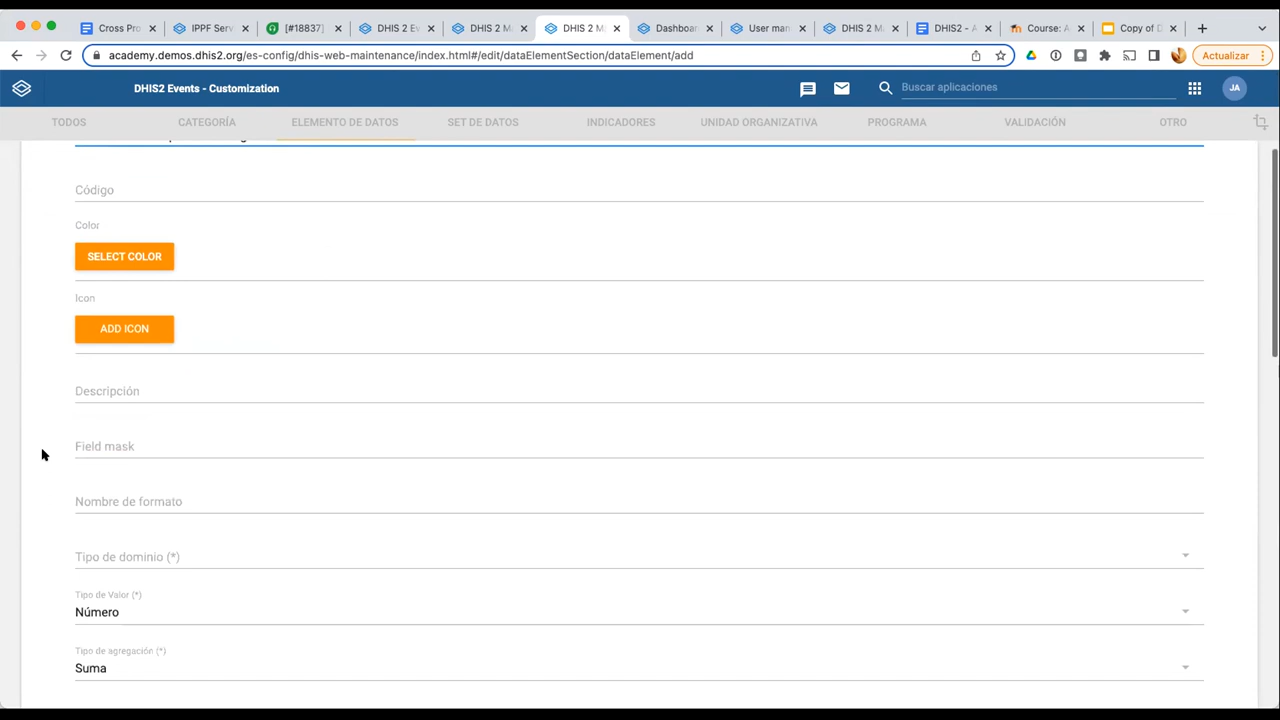 Cross Pro
IPPF Serv
[#18837]
DHIS 2 E
DHIS 2 M
DHIS 2 M
Dashboa
User man
DHIS 2 M
DHIS2 - A
Course: A
Copy of D
academy.demos.dhis2.org/es-config/dhis-web-maintenance/index.html#/edit/dataElementSection/dataElement/add
Actualizar
DHIS2 Events - Customization
Buscar aplicaciones
JA
TODOS
CATEGORÍA
ELEMENTO DE DATOS
SET DE DATOS
INDICADORES
UNIDAD ORGANIZATIVA
PROGRAMA
VALIDACIÓN
OTRO
Código
Color
SELECT COLOR
Icon
ADD ICON
Descripción
Field mask
Nombre de formato
Tipo de dominio (*)
Tipo de Valor (*)
Número
Tipo de agregación (*)
Suma